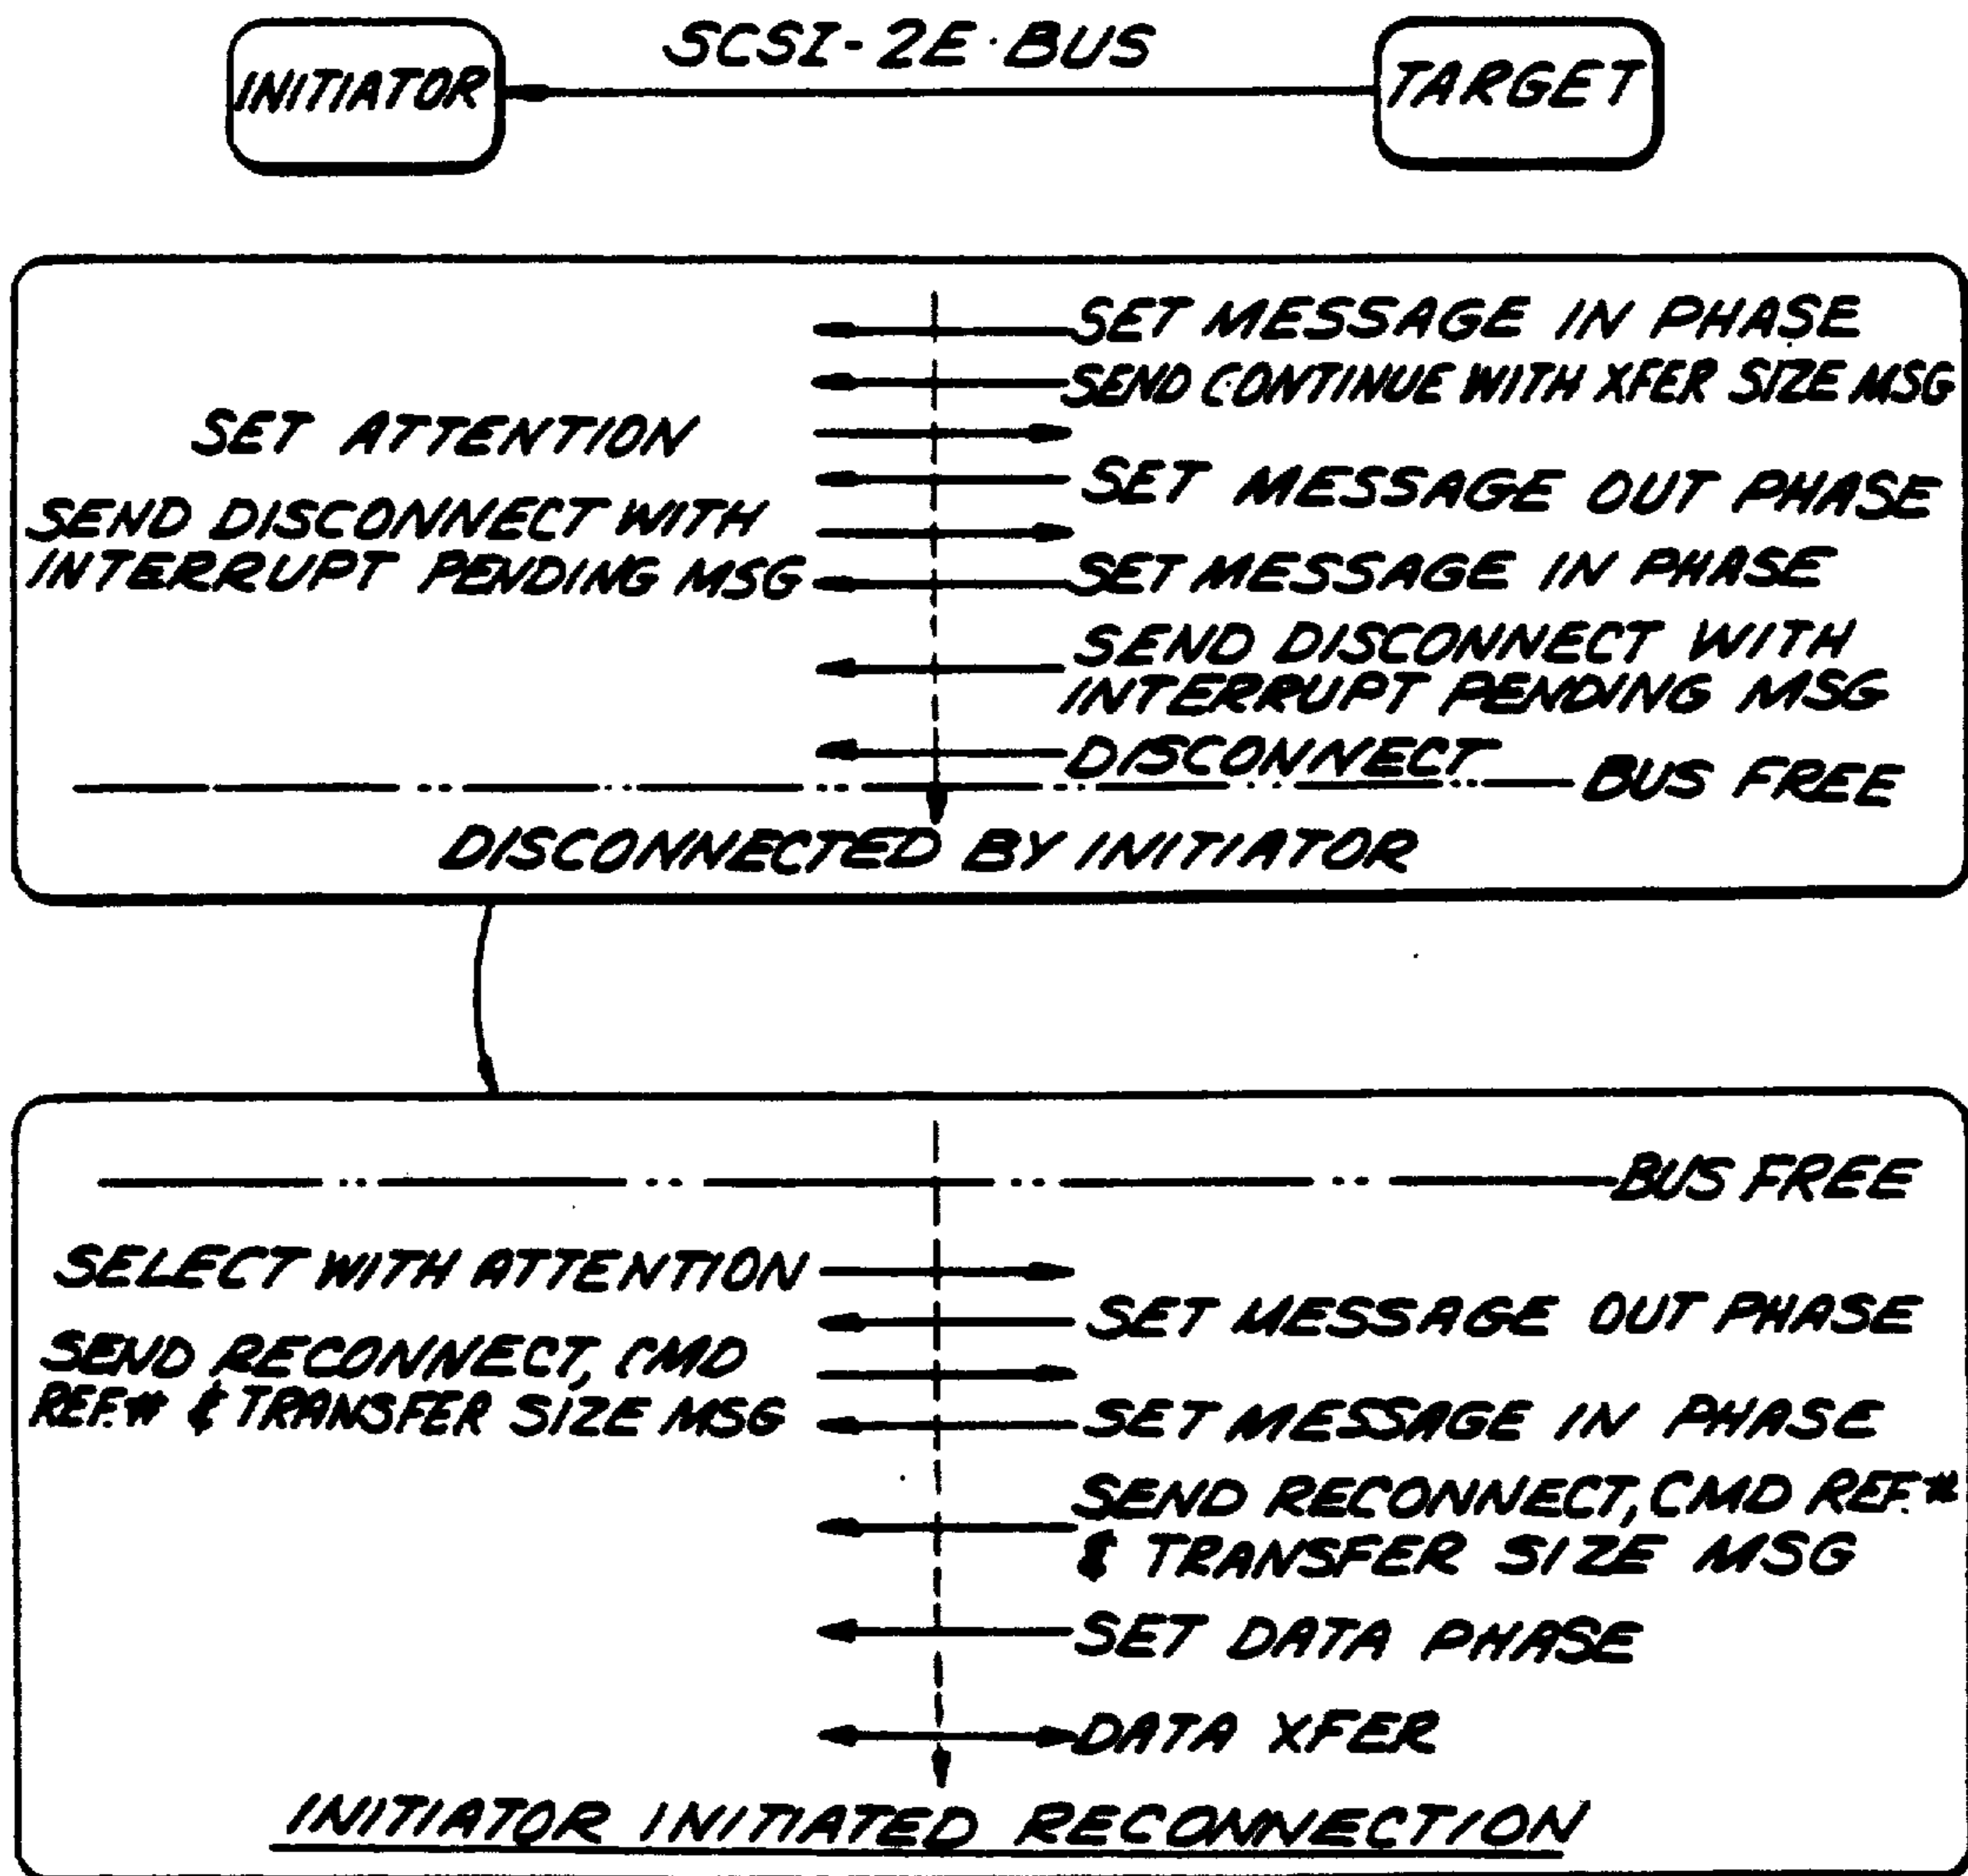 INITIATOR
SCSI-2E BUS
TARGET
SET MESSAGE IN PHASE
SEND CONTINUE WITH XFER SIZE MSG
SET ATTENTION
SET MESSAGE OUT PHASE
SEND DISCONNECT WITH
INTERRUPT PENDING MSG
SET MESSAGE IN PHASE
SEND DISCONNECT WITH
INTERRUPT PENDING MSG
DISCONNECT
BUS FREE
DISCONNECTED BY INITIATOR
BUS FREE
SELECT WITH ATTENTION
SET MESSAGE OUT PHASE
SEND RECONNECT, CMD
REF.# & TRANSFER SIZE MSG
SET MESSAGE IN PHASE
SEND RECONNECT, CMD REF.#
& TRANSFER SIZE MSG
SET DATA PHASE
DATA XFER
INITIATOR INITIATED RECONNECTION